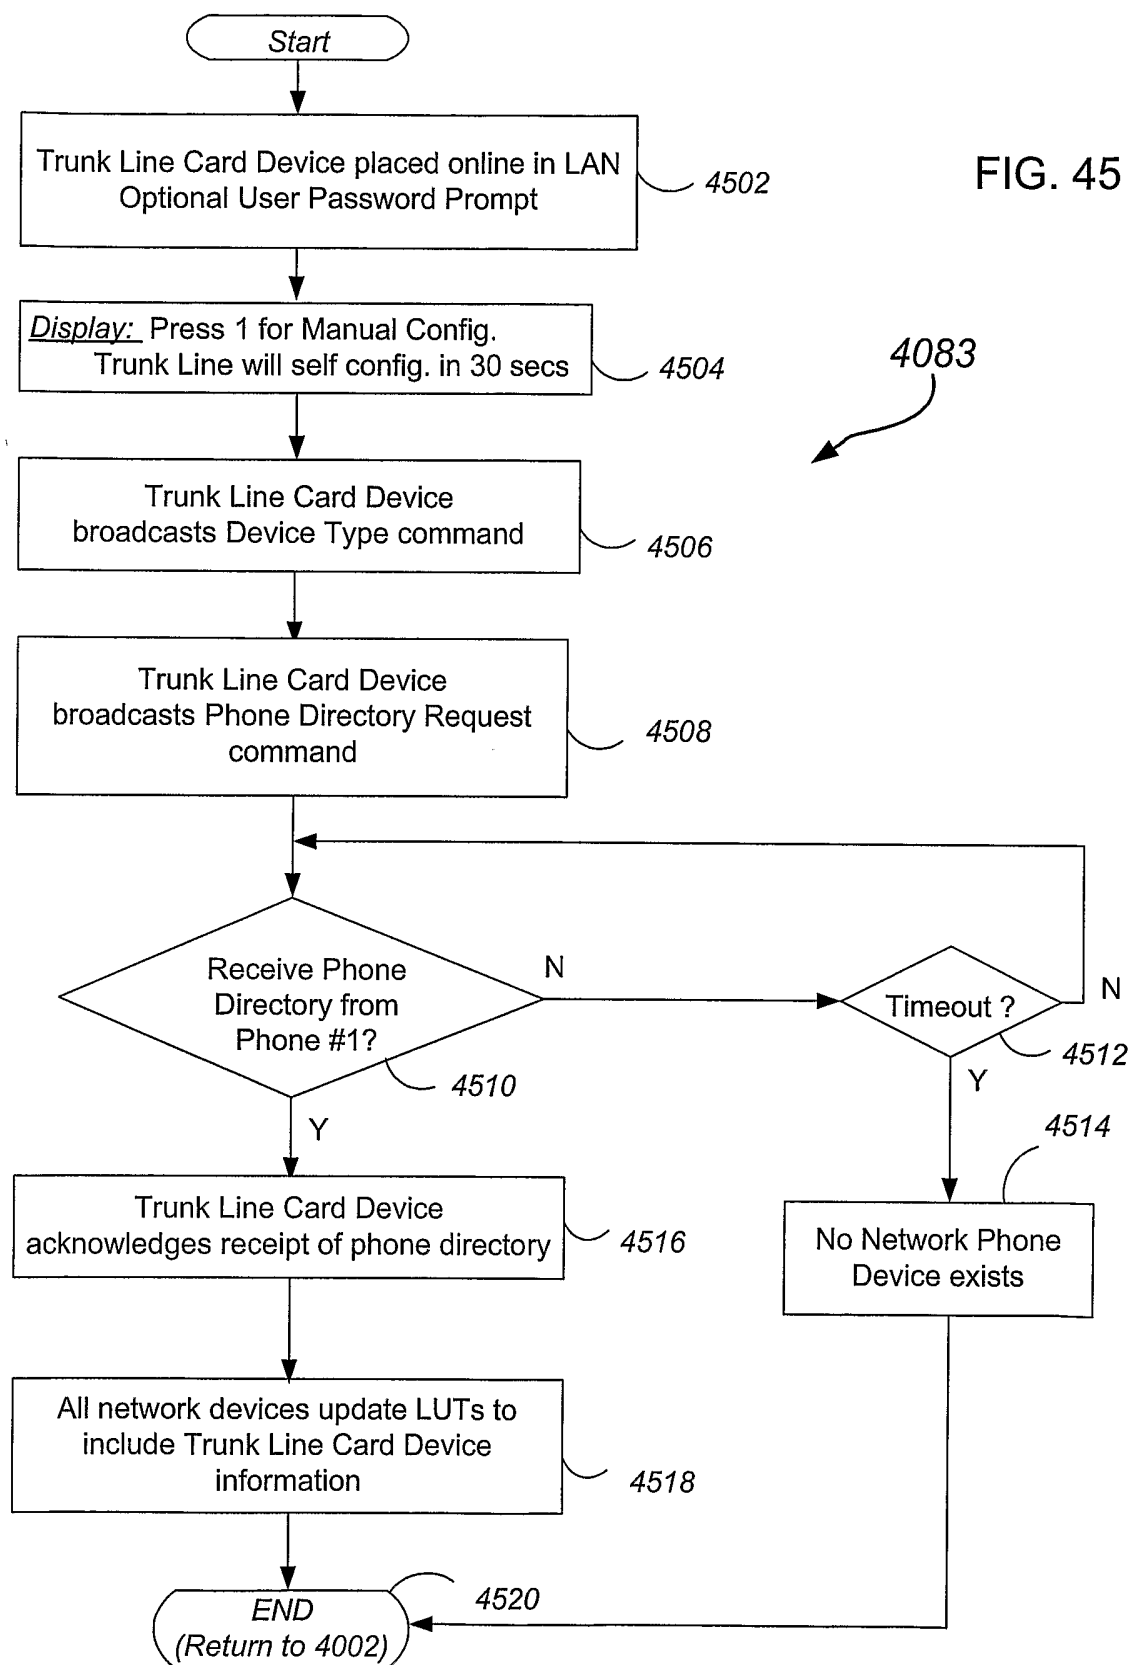 Start
Trunk Line Card Device placed online in LAN
Optional User Password Prompt
4502
FIG. 45
Display: Press 1 for Manual Config.
Trunk Line will self config. in 30 secs
4504
4083
Trunk Line Card Device
broadcasts Device Type command
4506
Trunk Line Card Device
broadcasts Phone Directory Request
command
4508
Receive Phone
Directory from
Phone #1?
4510
N
Timeout ?
N
4512
Y
Y
4514
Trunk Line Card Device
acknowledges receipt of phone directory
4516
No Network Phone
Device exists
All network devices update LUTs to
include Trunk Line Card Device
information
4518
END
(Return to 4002)
4520